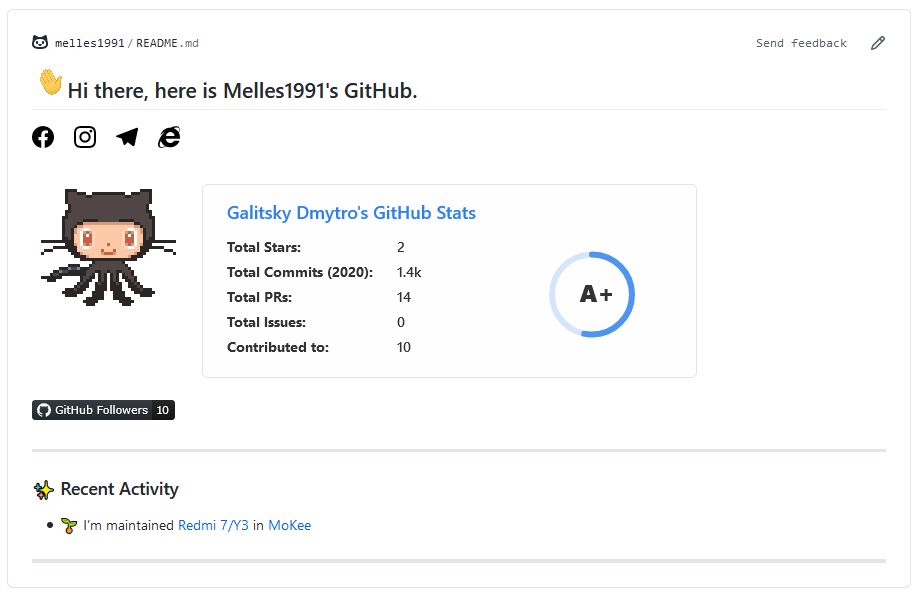 melles1991/README.md
Send feedback
Hi there, here is Melles1991's GitHub.
Galitsky Dmytro's GitHub Stats
Total Stars: 2
Total Commits (2020): 1.4k
Total PRs: 14
Total Issues: 0
Contributed to: 10
A+
GitHub Followers 10
Recent Activity
I’m maintained Redmi 7/Y3 in MoKee